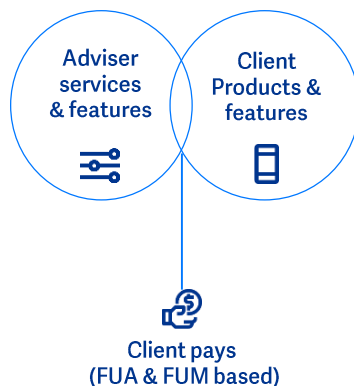 Adviser
services
& features
Client
Products &
features
$
Client pays
(FUA & FUM based)